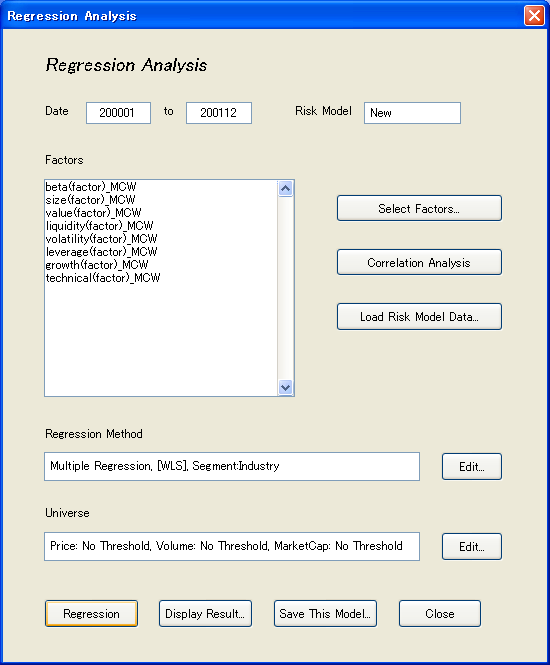 Regression Analysis
Regression Analysis
Date 200001 to 200112 Risk Model New
Factors
beta(factor)_MCW
size(factor)_MCW
value(factor)_MCW
liquidity(factor)_MCW
volatility(factor)_MCW
leverage(factor)_MCW
growth(factor)_MCW
technical(factor)_MCW
Select Factors...
Correlation Analysis
Load Risk Model Data...
Regression Method
Multiple Regression, [WLS], Segment:Industry Edit...
Universe
Price: No Threshold, Volume: No Threshold, MarketCap: No Threshold Edit...
Regression Display Result... Save This Model... Close